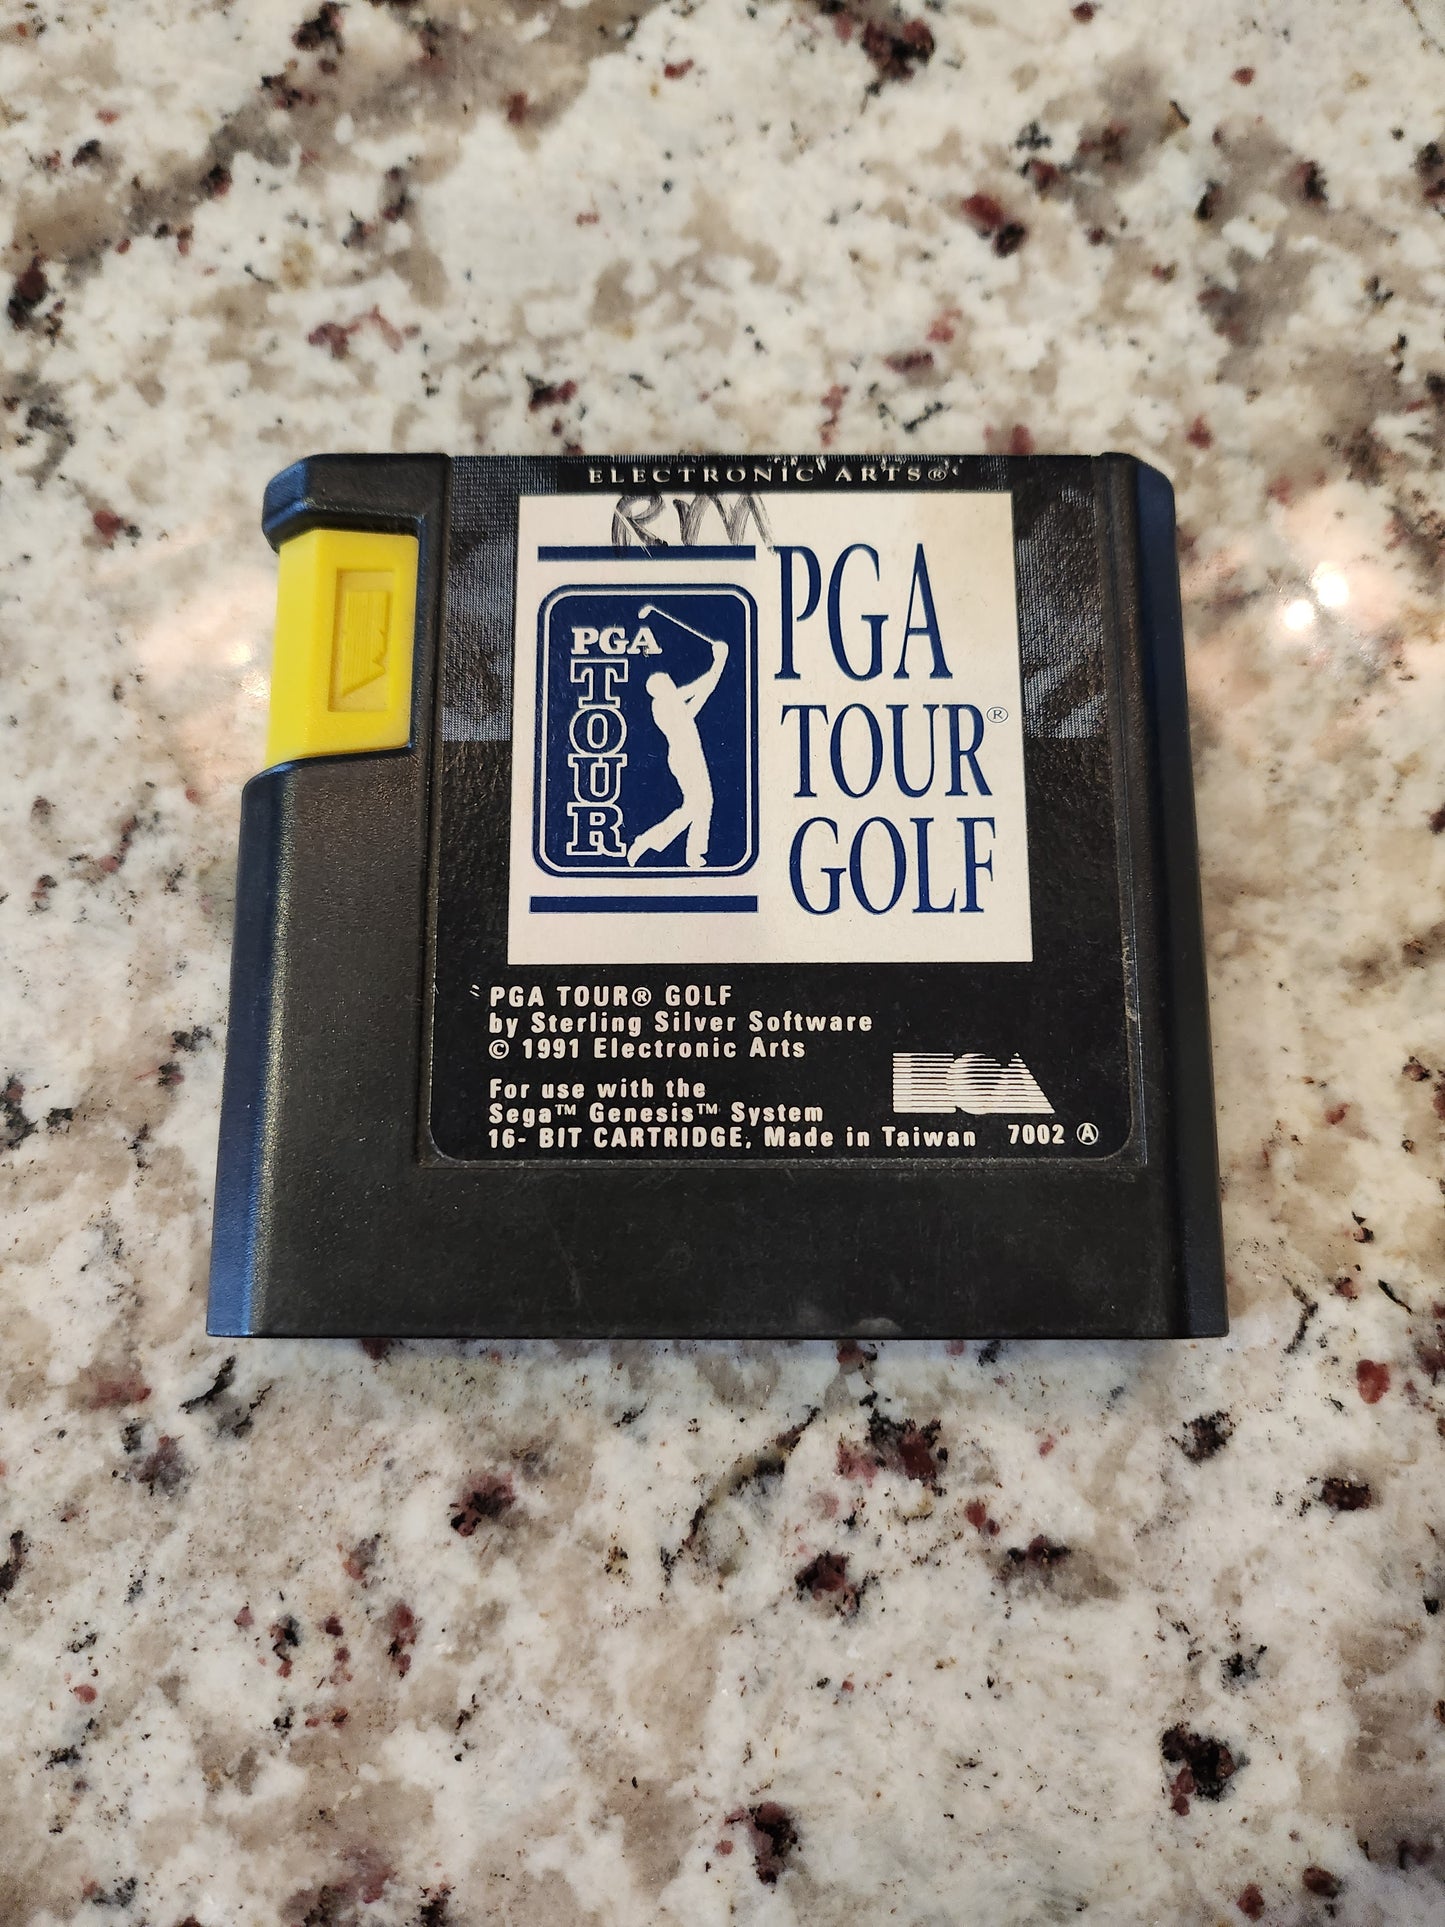 ELECTRONIC ARTS®
RM
PGA
TOUR
PGA
TOUR®
GOLF
PGA TOUR® GOLF
by Sterling Silver Software
© 1991 Electronic Arts
For use with the
Sega™ Genesis™ System
16- BIT CARTRIDGE, Made in Taiwan 7002 Ⓐ
EA